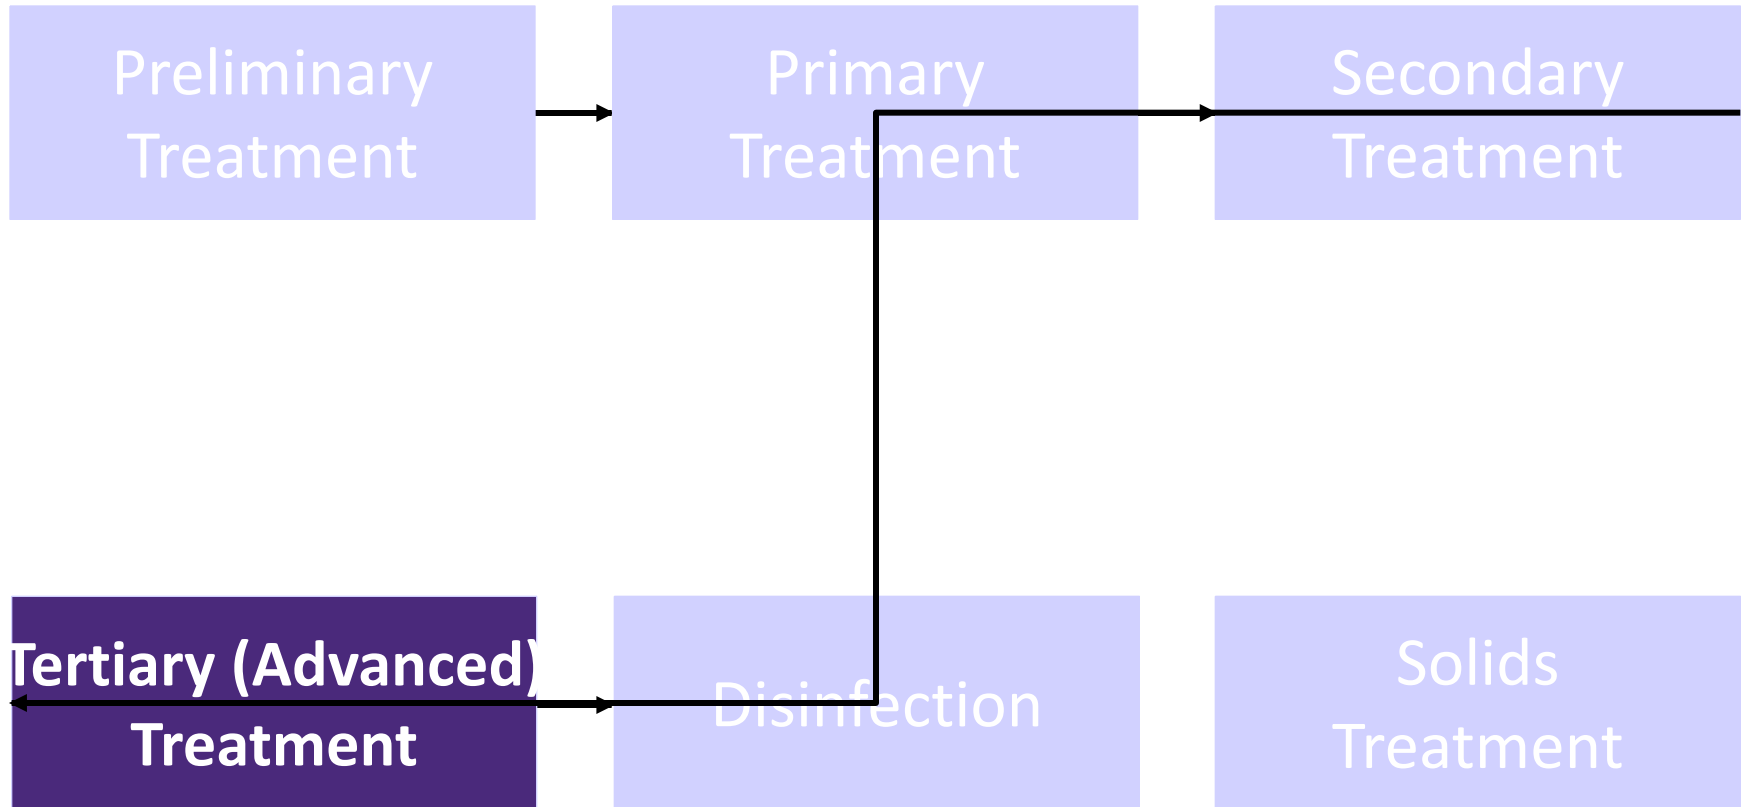 Preliminary
Treatment
Primary
Treatment
Secondary
Treatment
Tertiary (Advanced)
Treatment
Disinfection
Solids
Treatment